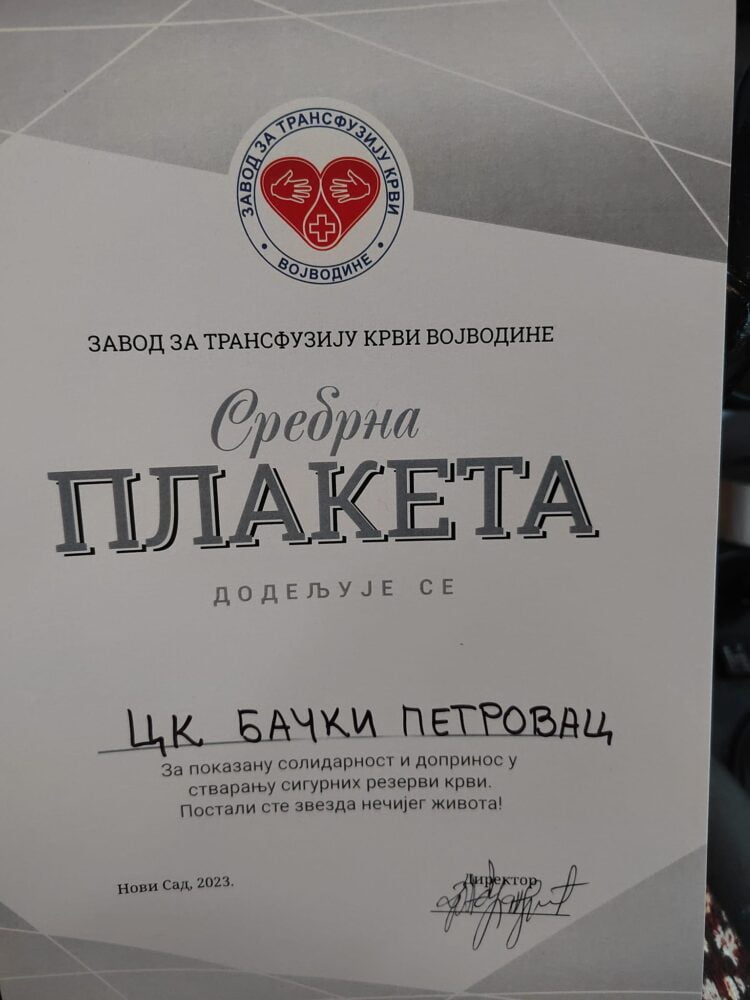 ЗАВОД ЗА ТРАНСФУЗИЈУ КРВИ
ВОЈВОДИНЕ
ЗАВОД ЗА ТРАНСФУЗИЈУ КРВИ ВОЈВОДИНЕ
Сребрна
ПЛАКЕТА
ДОДЕЉУЈЕ СЕ
ЦК БАЧКИ ПЕТРОВАЦ
За показану солидарност и допринос у
стварању сигурних резерви крви.
Постали сте звезда нечијег живота!
Нови Сад, 2023.
Директор